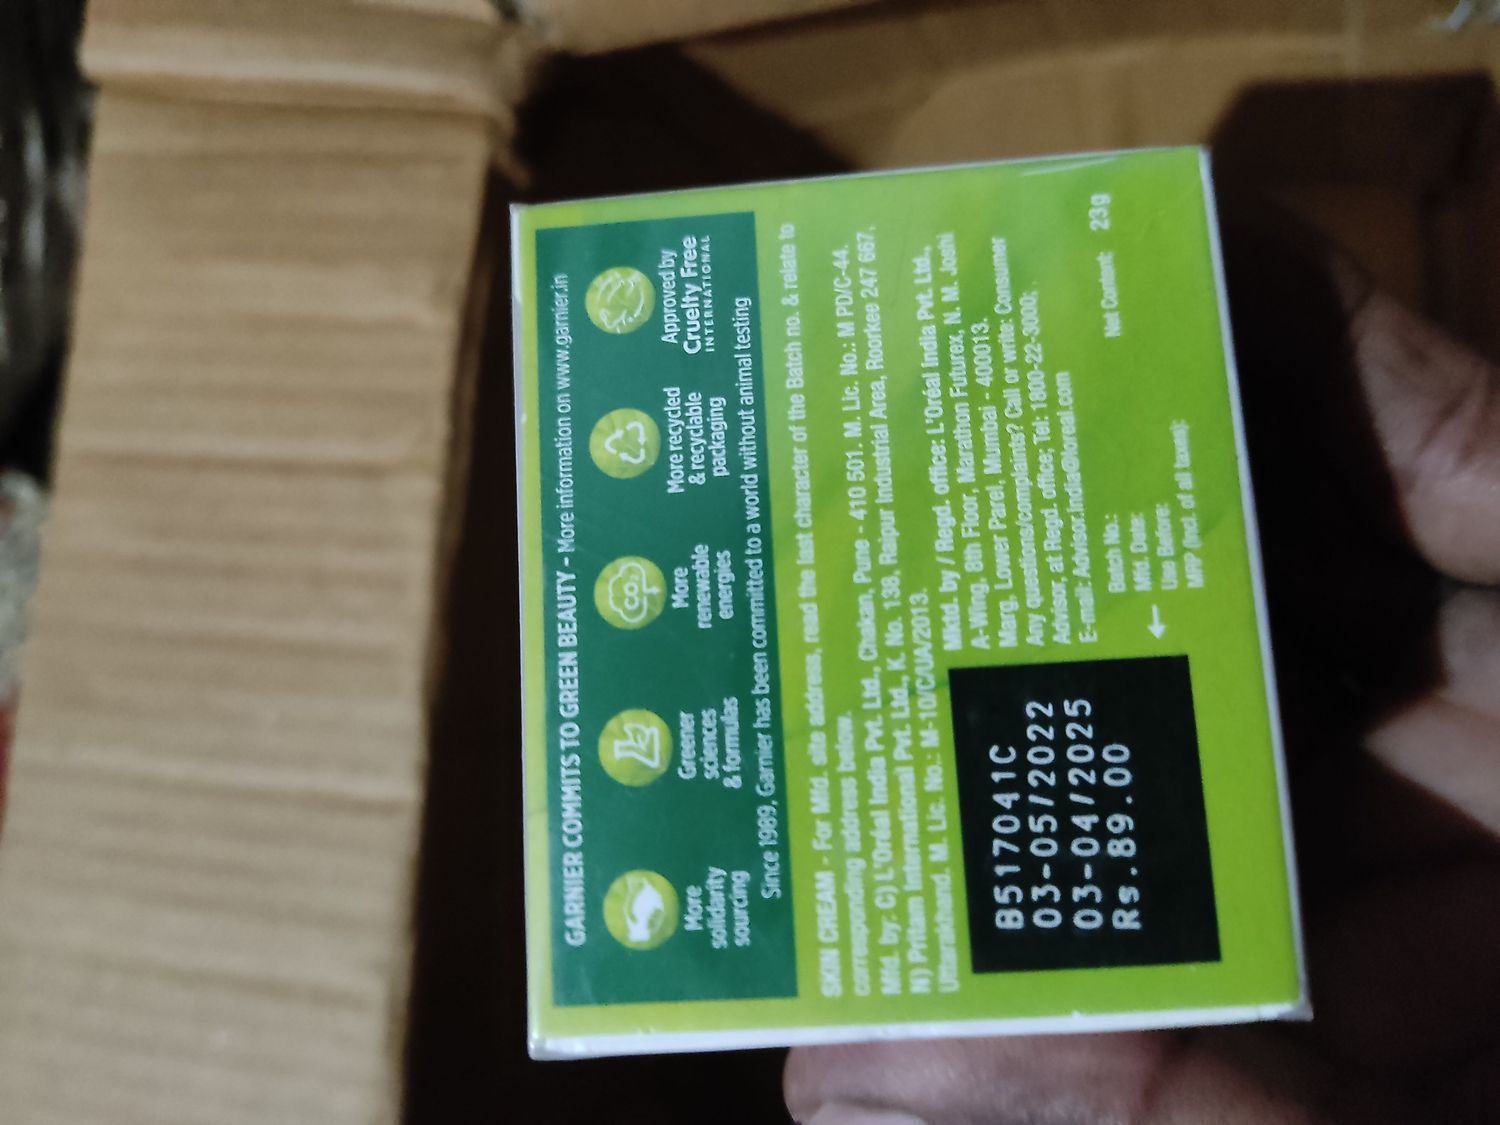 GARNIER COMMITS TO GREEN BEAUTY - More information on www.garnier.in
More
solidarity
sourcing
Greener
sciences
& formulas
CO₂
More
renewable
energies
More recycled
& recyclable
packaging
Approved by
Cruelty Free
INTERNATIONAL
Since 1989, Garnier has been committed to a world without animal testing
SKIN CREAM - For Mfd. site address, read the last character of the Batch no. & relate to
corresponding address below.
Mfd. by: C) L'Oréal India Pvt. Ltd., Chakan, Pune - 410 501. M. Lic. No.: M PD/C-44.
N) Pritam International Pvt. Ltd., K. No. 138, Raipur Industrial Area, Roorkee 247 667.
Uttarakhand. M. Lic. No.: M-10/C/UA/2013.
Mktd. by / Regd. office: L'Oréal India Pvt. Ltd.,
A-Wing, 8th Floor, Marathon Futurex, N. M. Joshi
Marg, Lower Parel, Mumbai - 400013.
Any questions/complaints? Call or write: Consumer
Advisor, at Regd. office; Tel: 1800-22-3000;
E-mail: Advisor.india@loreal.com
Batch No.:
Mfd. Date:
Use Before:
MRP (Incl. of all taxes):
Net Content: 23g
B517041C
03-05/2022
03-04/2025
Rs.89.00